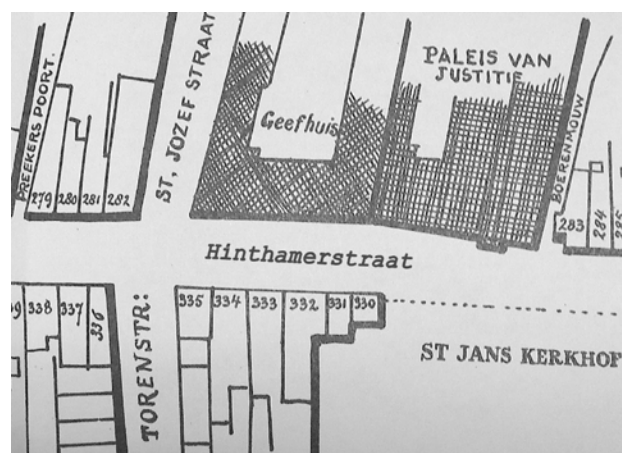 PREEKERS POORT.
279
280
281
282
ST. JOZEF STRAAT
Geefhuis
PALEIS VAN
JUSTITIE
BOERENMOUW
283
284
285
Hinthamerstraat
338
337
336
TORENSTR:
335
334
333
332
331
330
ST JANS KERKHOF